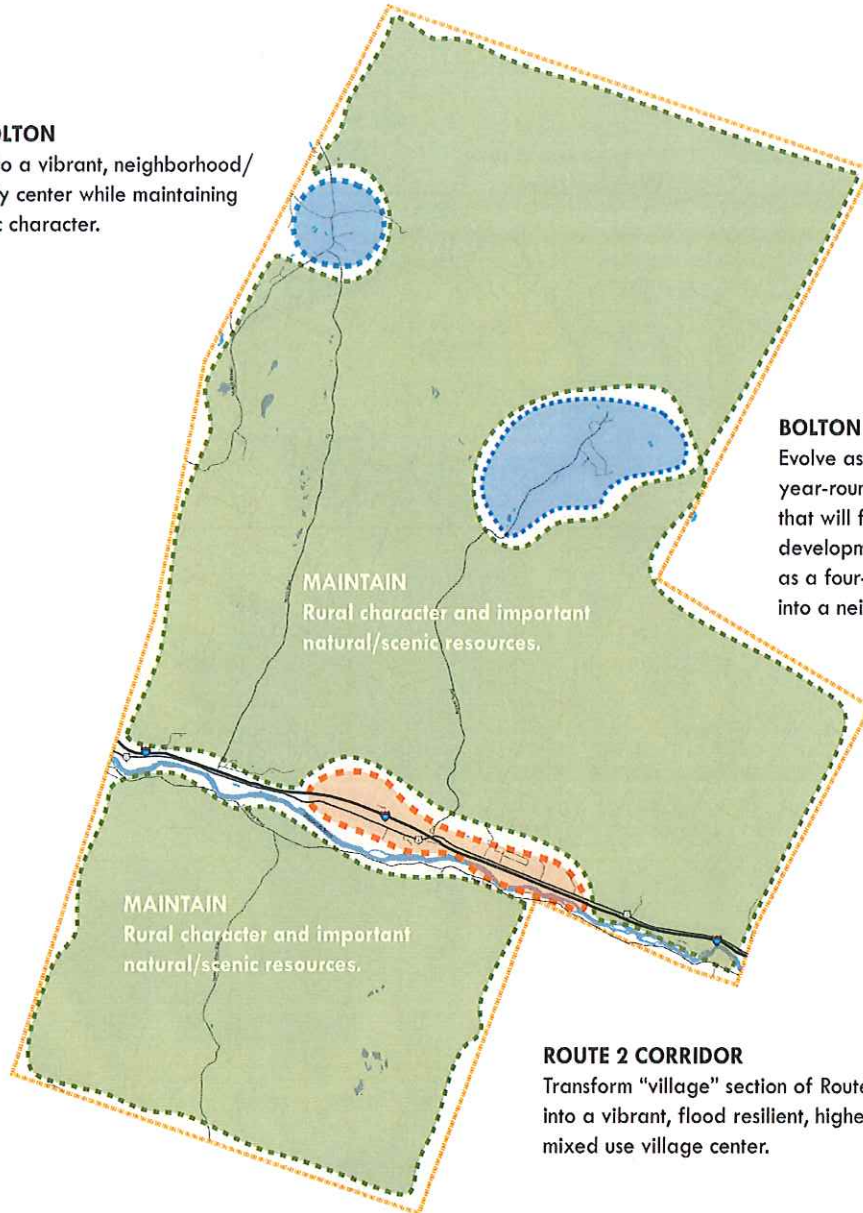 OLTON
o a vibrant, neighborhood/
y center while maintaining
c character.
BOLTON
Evolve as
year-roun
that will f
developm
as a four-
into a nei
MAINTAIN
Rural character and important
natural/scenic resources.
MAINTAIN
Rural character and important
natural/scenic resources.
ROUTE 2 CORRIDOR
Transform “village” section of Route
into a vibrant, flood resilient, highe
mixed use village center.